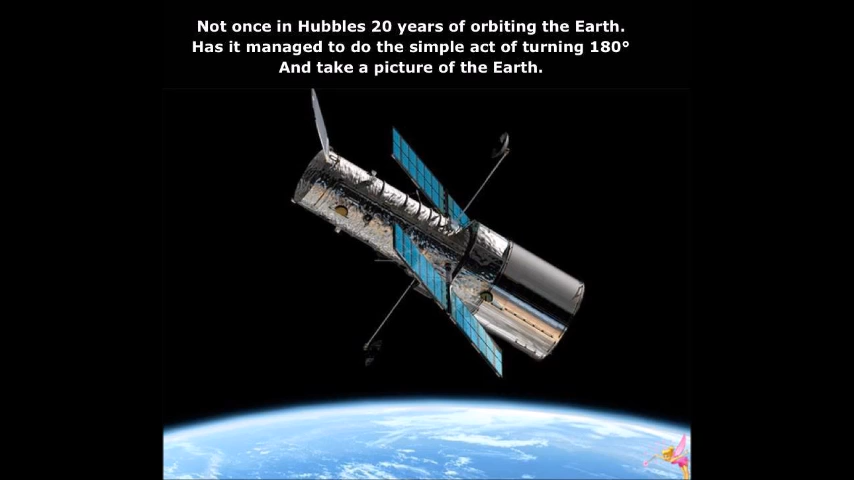 Not once in Hubbles 20 years of orbiting the Earth.
Has it managed to do the simple act of turning 180°
And take a picture of the Earth.